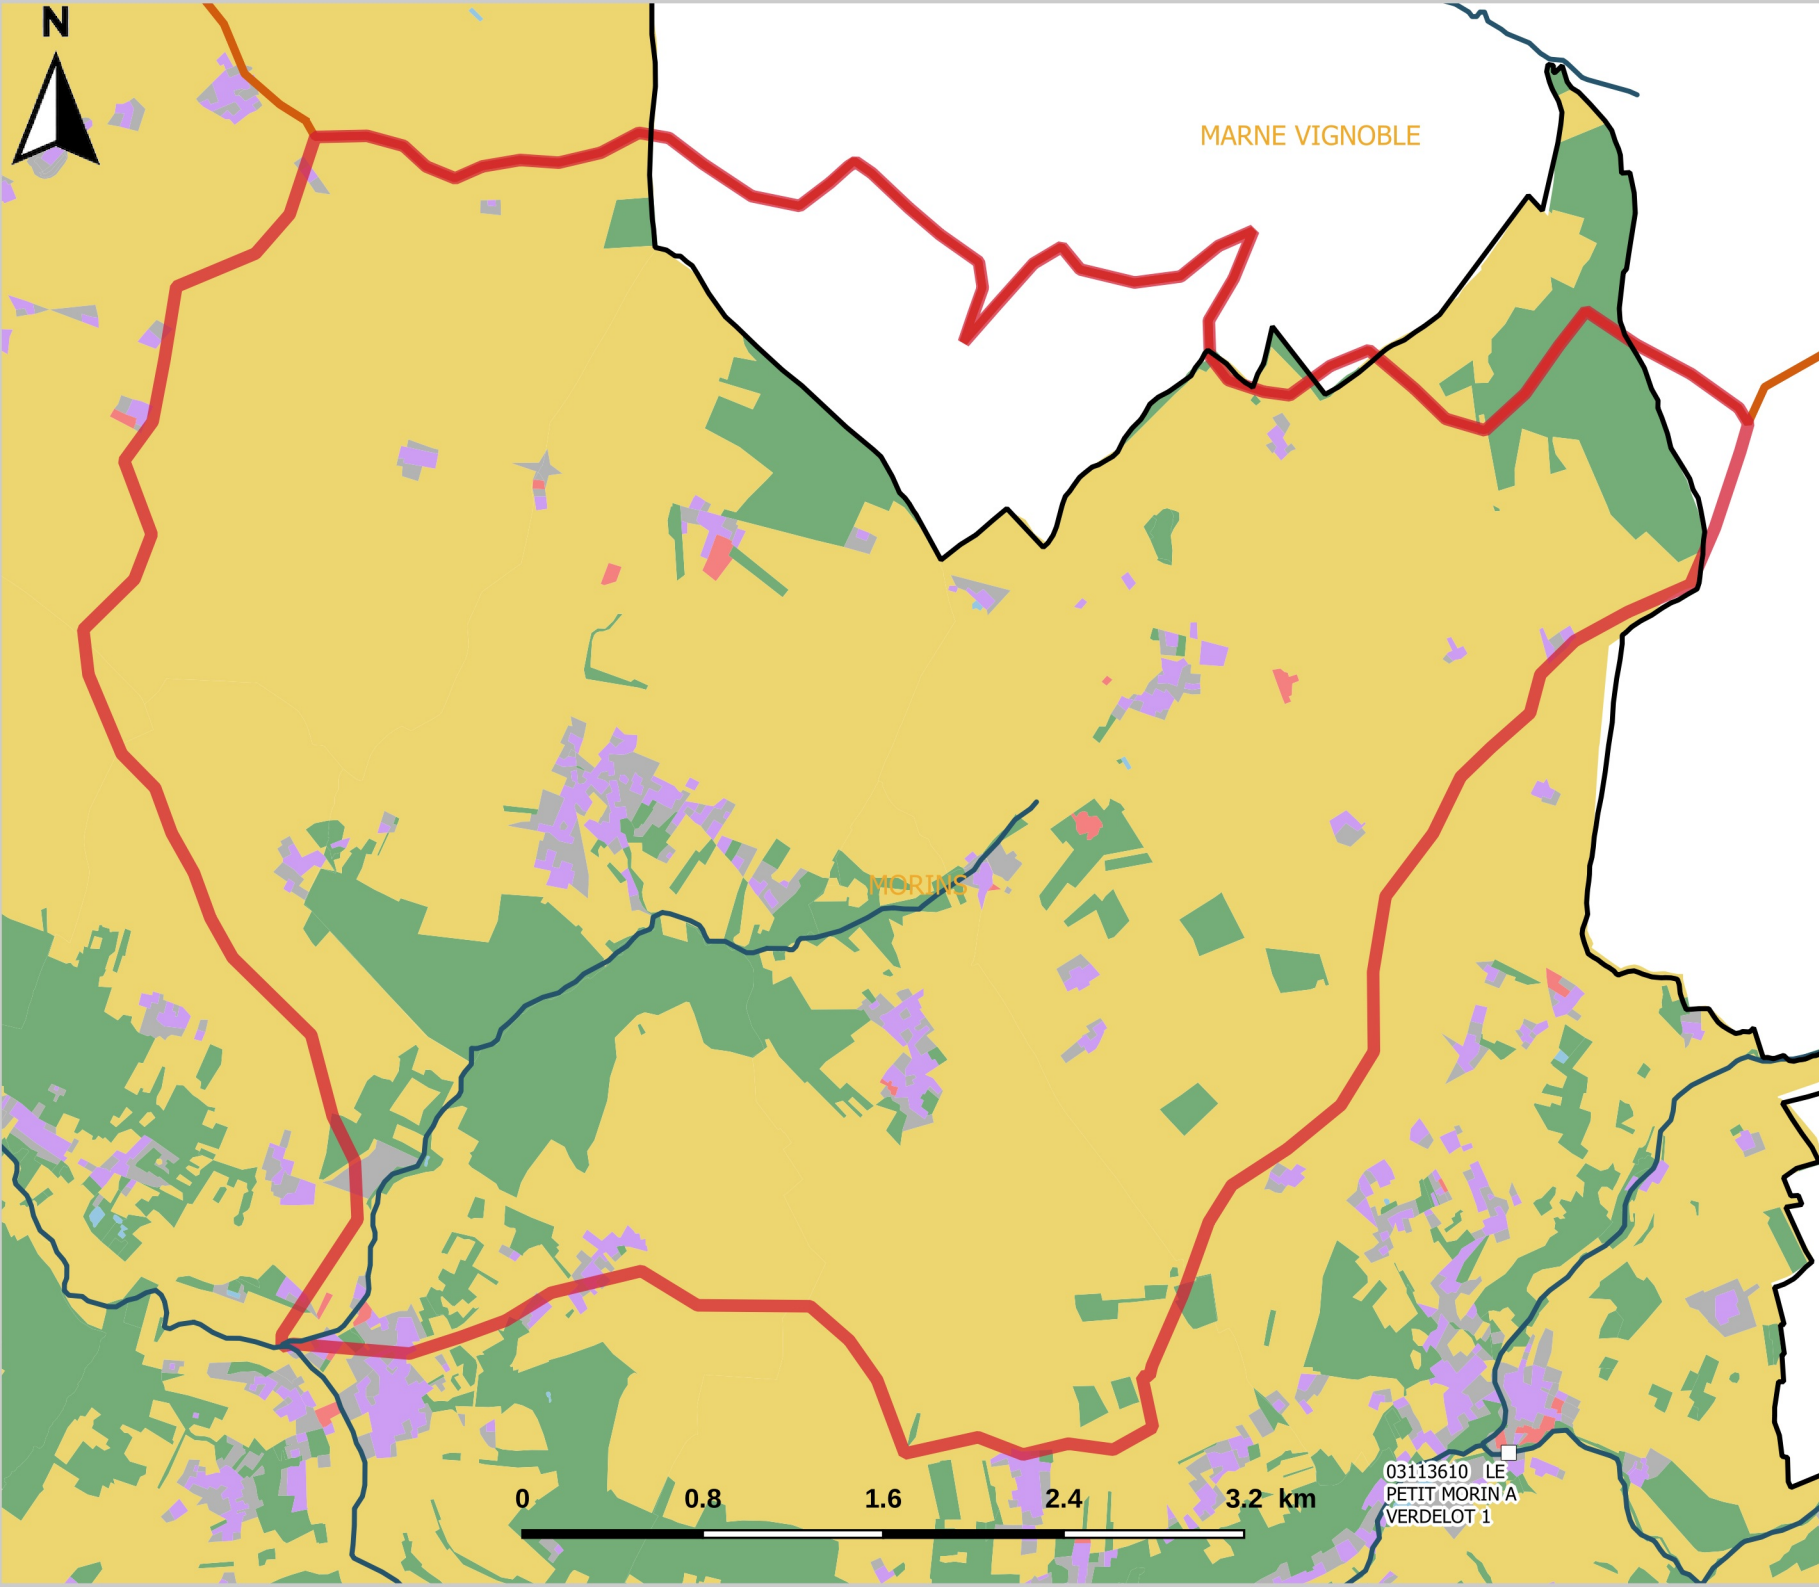 N
MARNE VIGNOBLE
MORINS
03113610 LE
PETIT MORIN A
VERDELOT 1
0 0.8 1.6 2.4 3.2 km